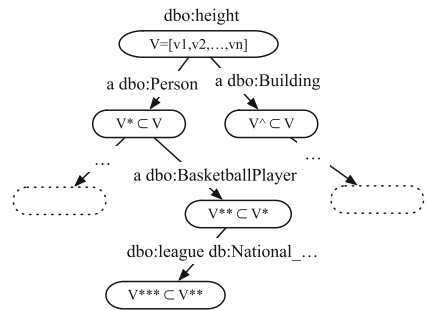 dbo:height
V=[v1,v2,...,vn]
a dbo:Person
a dbo:Building
V* ⊂ V
V^ ⊂ V
...
...
a dbo:BasketballPlayer
V** ⊂ V*
dbo:league db:National_...
V*** ⊂ V**